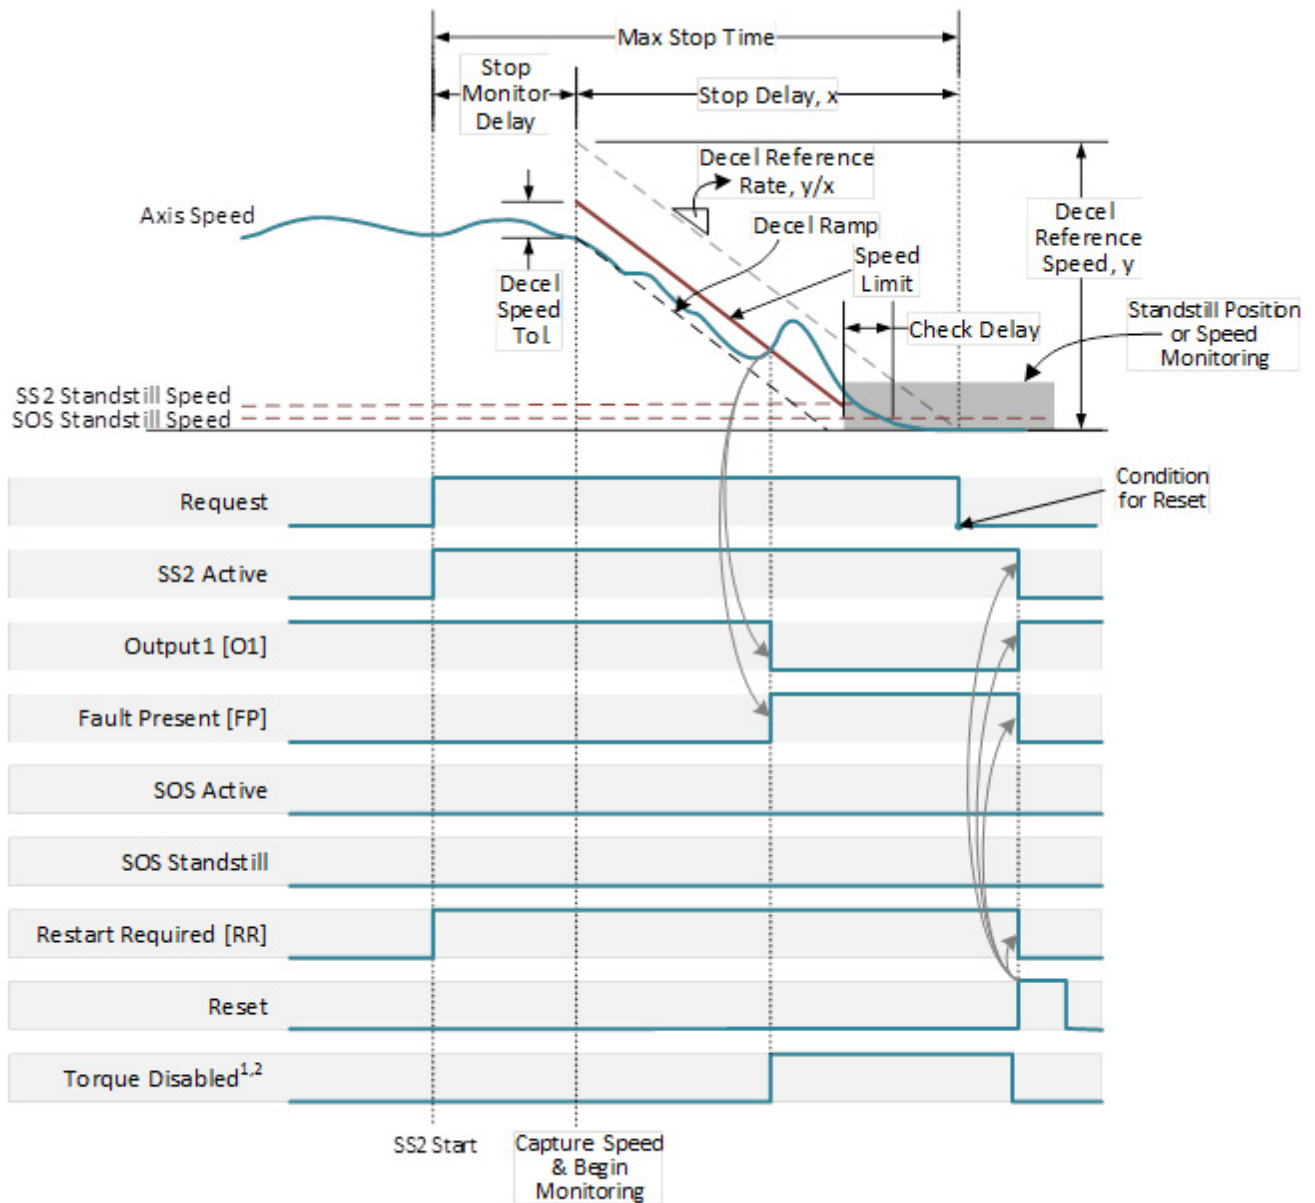 Max Stop Time
Stop
Monitor
Delay
Stop Delay, x
Decel Reference
Rate, y/x
Axis Speed
Decel Ramp
Decel
Reference
Speed, y
Speed
Limit
Decel
Speed
Tol.
Check Delay
Standstill Position
or Speed
Monitoring
SS2 Standstill Speed
SOS Standstill Speed
Request
Condition
for Reset
SS2 Active
Output1 [O1]
Fault Present [FP]
SOS Active
SOS Standstill
Restart Required [RR]
Reset
Torque Disabled1,2
SS2 Start
Capture Speed
& Begin
Monitoring